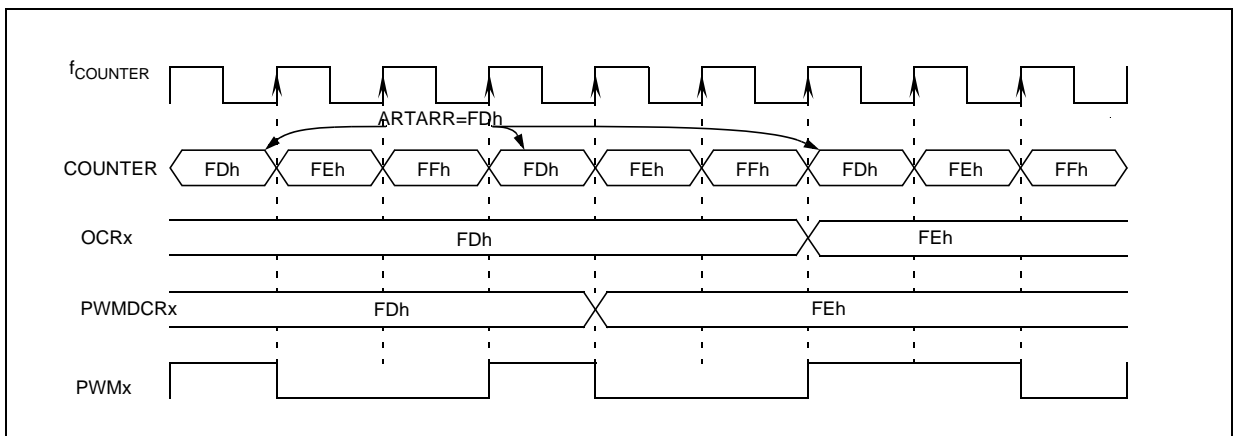 fCOUNTER
ARTARR=FDh
COUNTER FDh FEh FFh FDh FEh FFh FDh FEh FFh
OCRx FDh FEh
PWMDCRx FDh FEh
PWMx